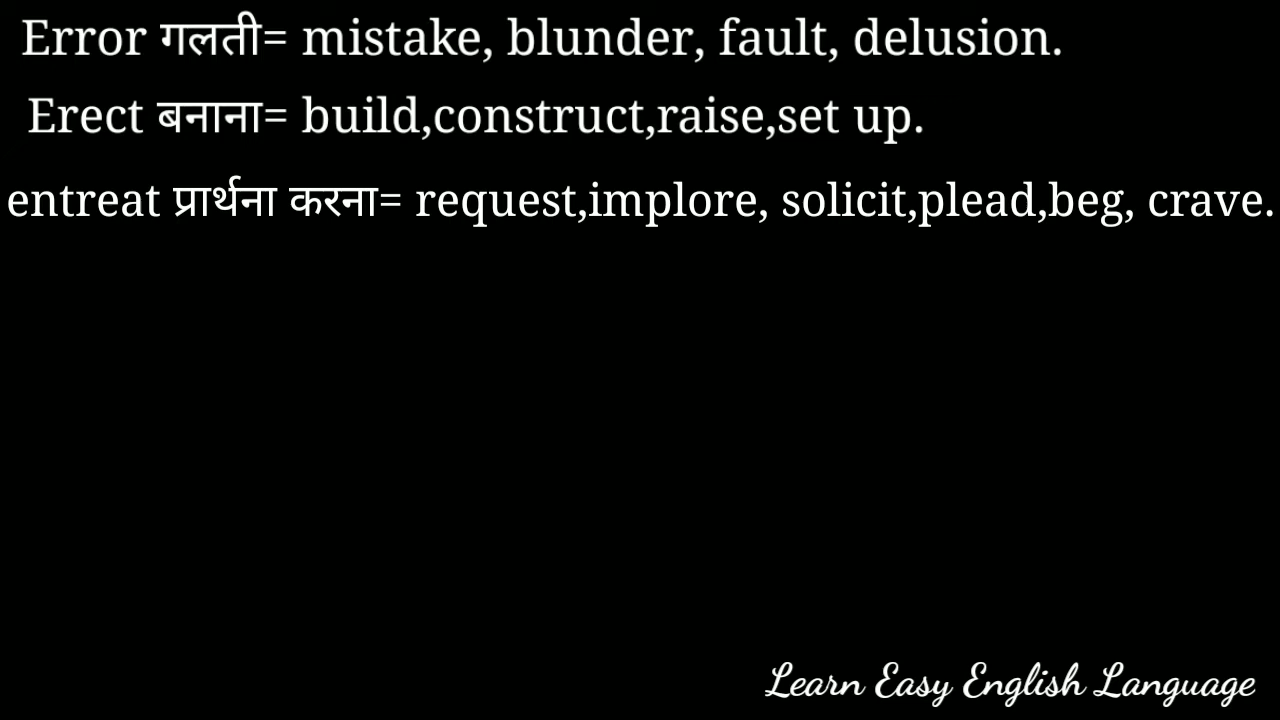 Error गलती= mistake, blunder, fault, delusion.
Erect बनाना= build,construct,raise,set up.
entreat प्रार्थना करना= request,implore, solicit,plead,beg, crave.
Learn Easy English Language